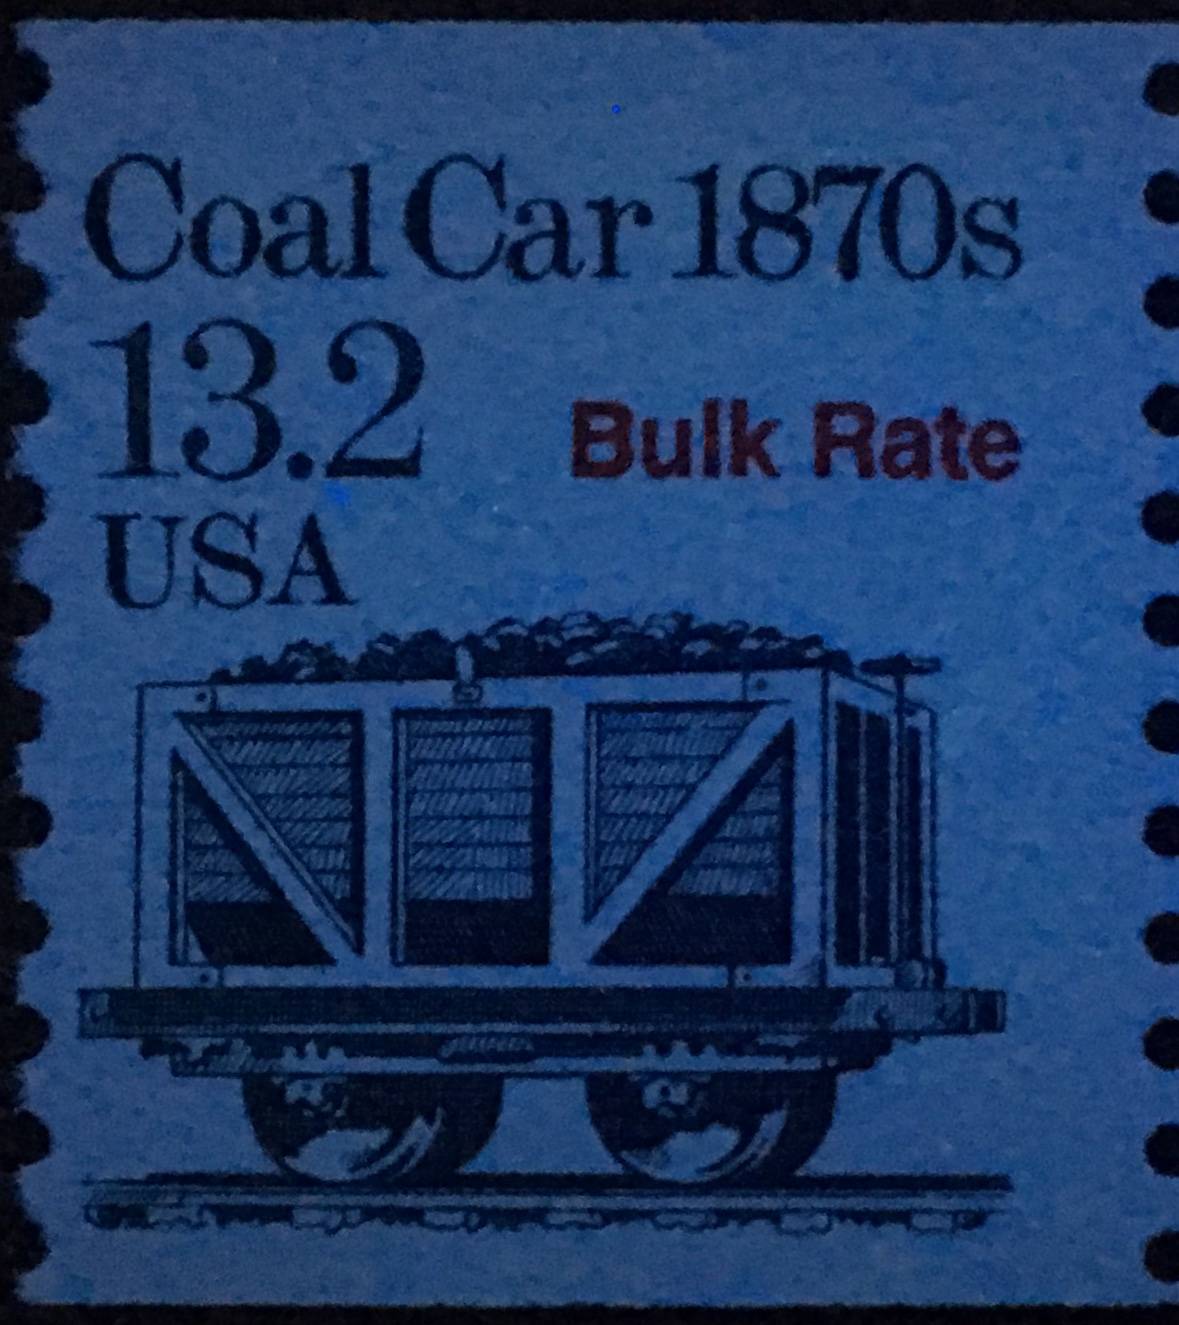 Coal Car 1870s
13.2
Bulk Rate
USA